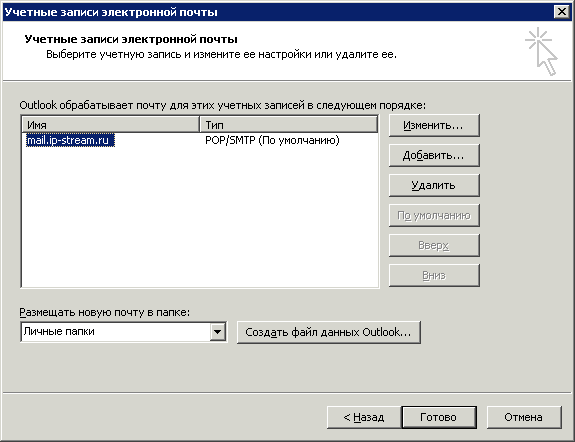 Учетные записи электронной почты
Учетные записи электронной почты
Выберите учетную запись и измените ее настройки или удалите ее.
Outlook обрабатывает почту для этих учетных записей в следующем порядке:
Имя Тип
mail.ip-stream.ru POP/SMTP (По умолчанию)
Изменить...
Добавить...
Удалить
По умолчанию
Вверх
Вниз
Размещать новую почту в папке:
Личные папки Создать файл данных Outlook...
< Назад Готово Отмена